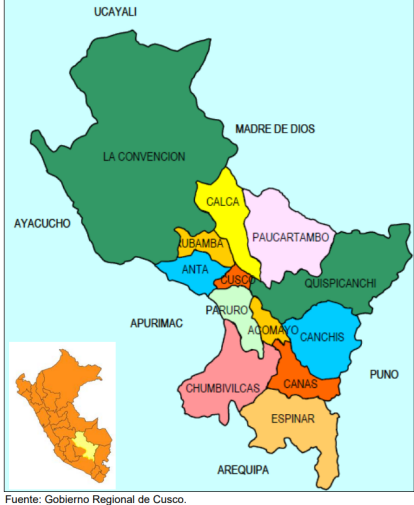 UCAYALI
MADRE DE DIOS
LA CONVENCION
CALCA
AYACUCHO
PAUCARTAMBO
UBAMBA
ANTA
CUSCO
QUISPICANCHI
PARURO
APURIMAC
ACOMAYO
CANCHIS
PUNO
CHUMBIVILCAS
CANAS
ESPINAR
AREQUIPA
Fuente: Gobierno Regional de Cusco.